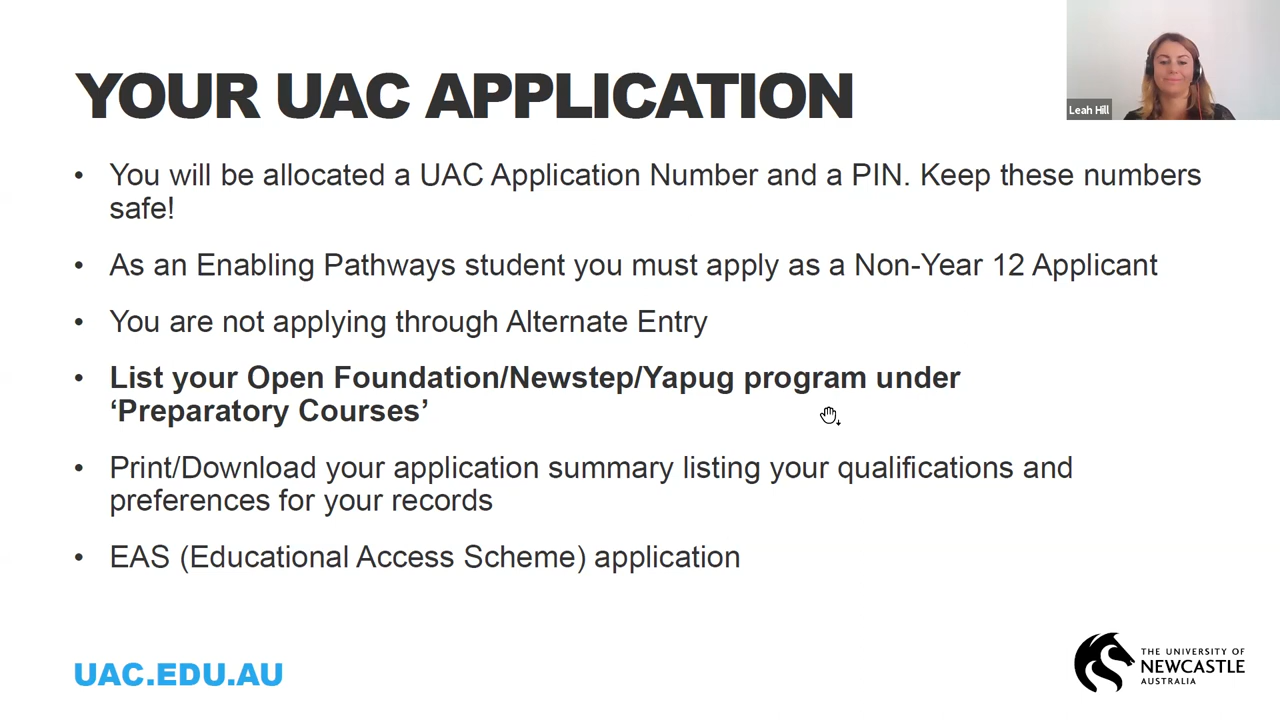 YOUR UAC APPLICATION
Leah Hill
• You will be allocated a UAC Application Number and a PIN. Keep these numbers
safe!
• As an Enabling Pathways student you must apply as a Non-Year 12 Applicant
• You are not applying through Alternate Entry
• List your Open Foundation/Newstep/Yapug program under
‘Preparatory Courses’
• Print/Download your application summary listing your qualifications and
preferences for your records
• EAS (Educational Access Scheme) application
UAC.EDU.AU
THE UNIVERSITY OF
NEWCASTLE
AUSTRALIA